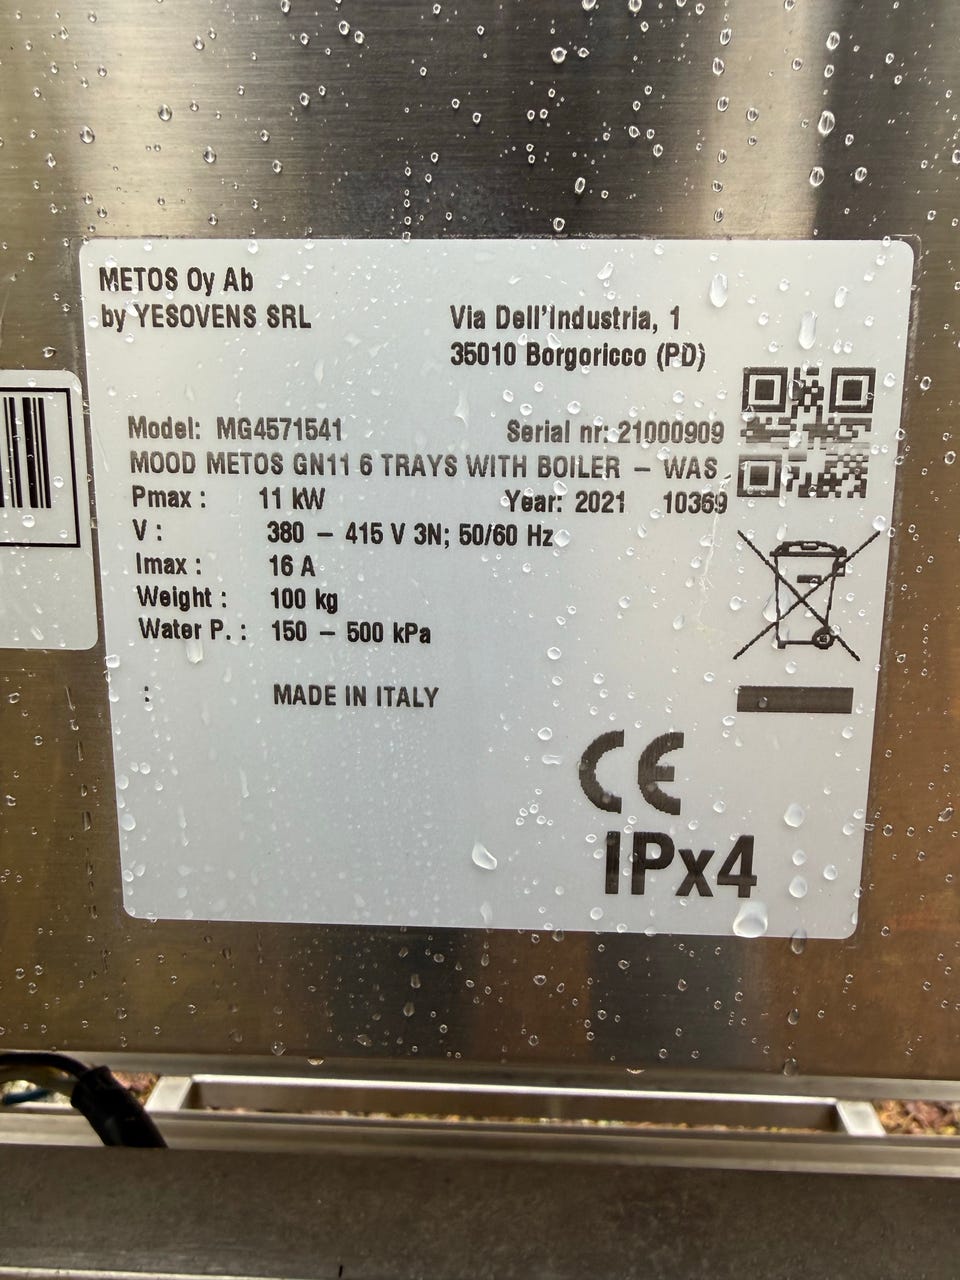 METOS Oy Ab
by YESOVENS SRL
Via Dell'Industria, 1
35010 Borgoricco (PD)
Model: MG4571541 Serial nr: 21000909
MOOD METOS GN11 6 TRAYS WITH BOILER – WAS
Pmax : 11 kW Year: 2021 10369
V : 380 – 415 V 3N; 50/60 Hz
Imax : 16 A
Weight : 100 kg
Water P. : 150 – 500 kPa
: MADE IN ITALY
CE
IPx4